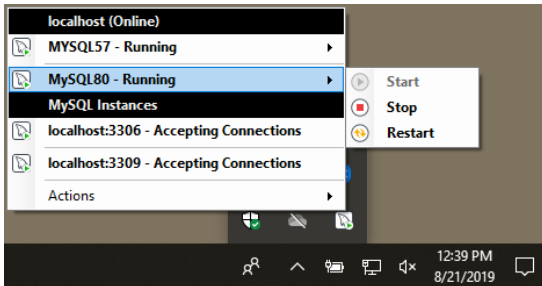 localhost (Online)
MYSQL57 - Running
MySQL80 - Running
Start
MySQL Instances
Stop
localhost:3306 - Accepting Connections
Restart
localhost:3309 - Accepting Connections
Actions
12:39 PM
8/21/2019